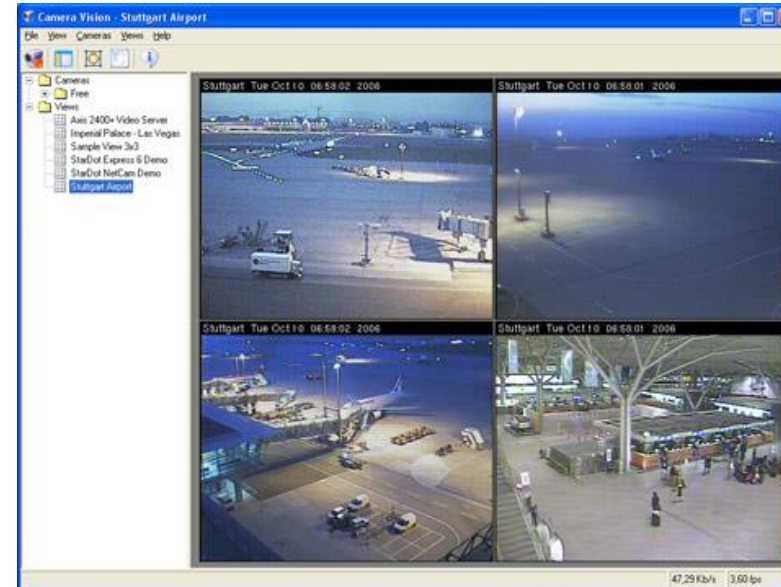 Camera Vision - Stuttgart Airport
File View Cameras Views Help
Cameras
Free
Views
Axis 2400+ Video Server
Imperial Palace - Las Vegas
Sample View 3x3
StarDot Express 6 Demo
StarDot NetCam Demo
Stuttgart Airport
Stuttgart Tue Oct 10 06:58:02 2006
Stuttgart Tue Oct 10 06:58:01 2006
Stuttgart Tue Oct 10 06:58:02 2006
Stuttgart Tue Oct 10 06:58:01 2006
47,29 Kb/s 3,60 fps